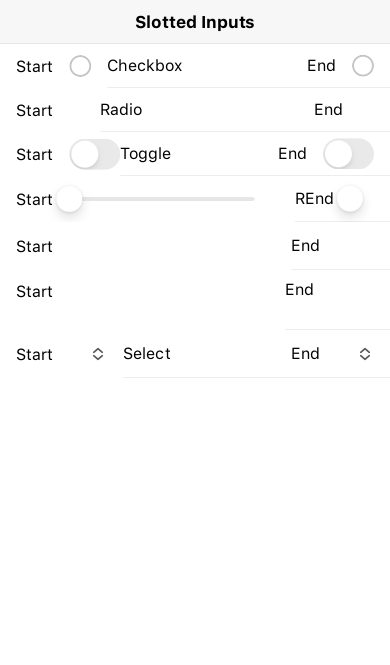 Slotted Inputs
Start Checkbox End
Start Radio End
Start Toggle End
Start REnd
Start End
Start End
Start Select End